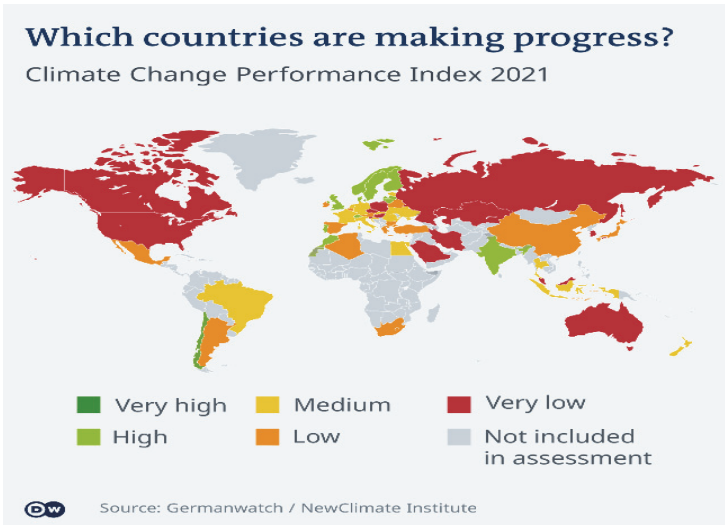 Which countries are making progress?
Climate Change Performance Index 2021
Very high
Medium
Very low
High
Low
Not included
in assessment
DW
Source: Germanwatch / NewClimate Institute